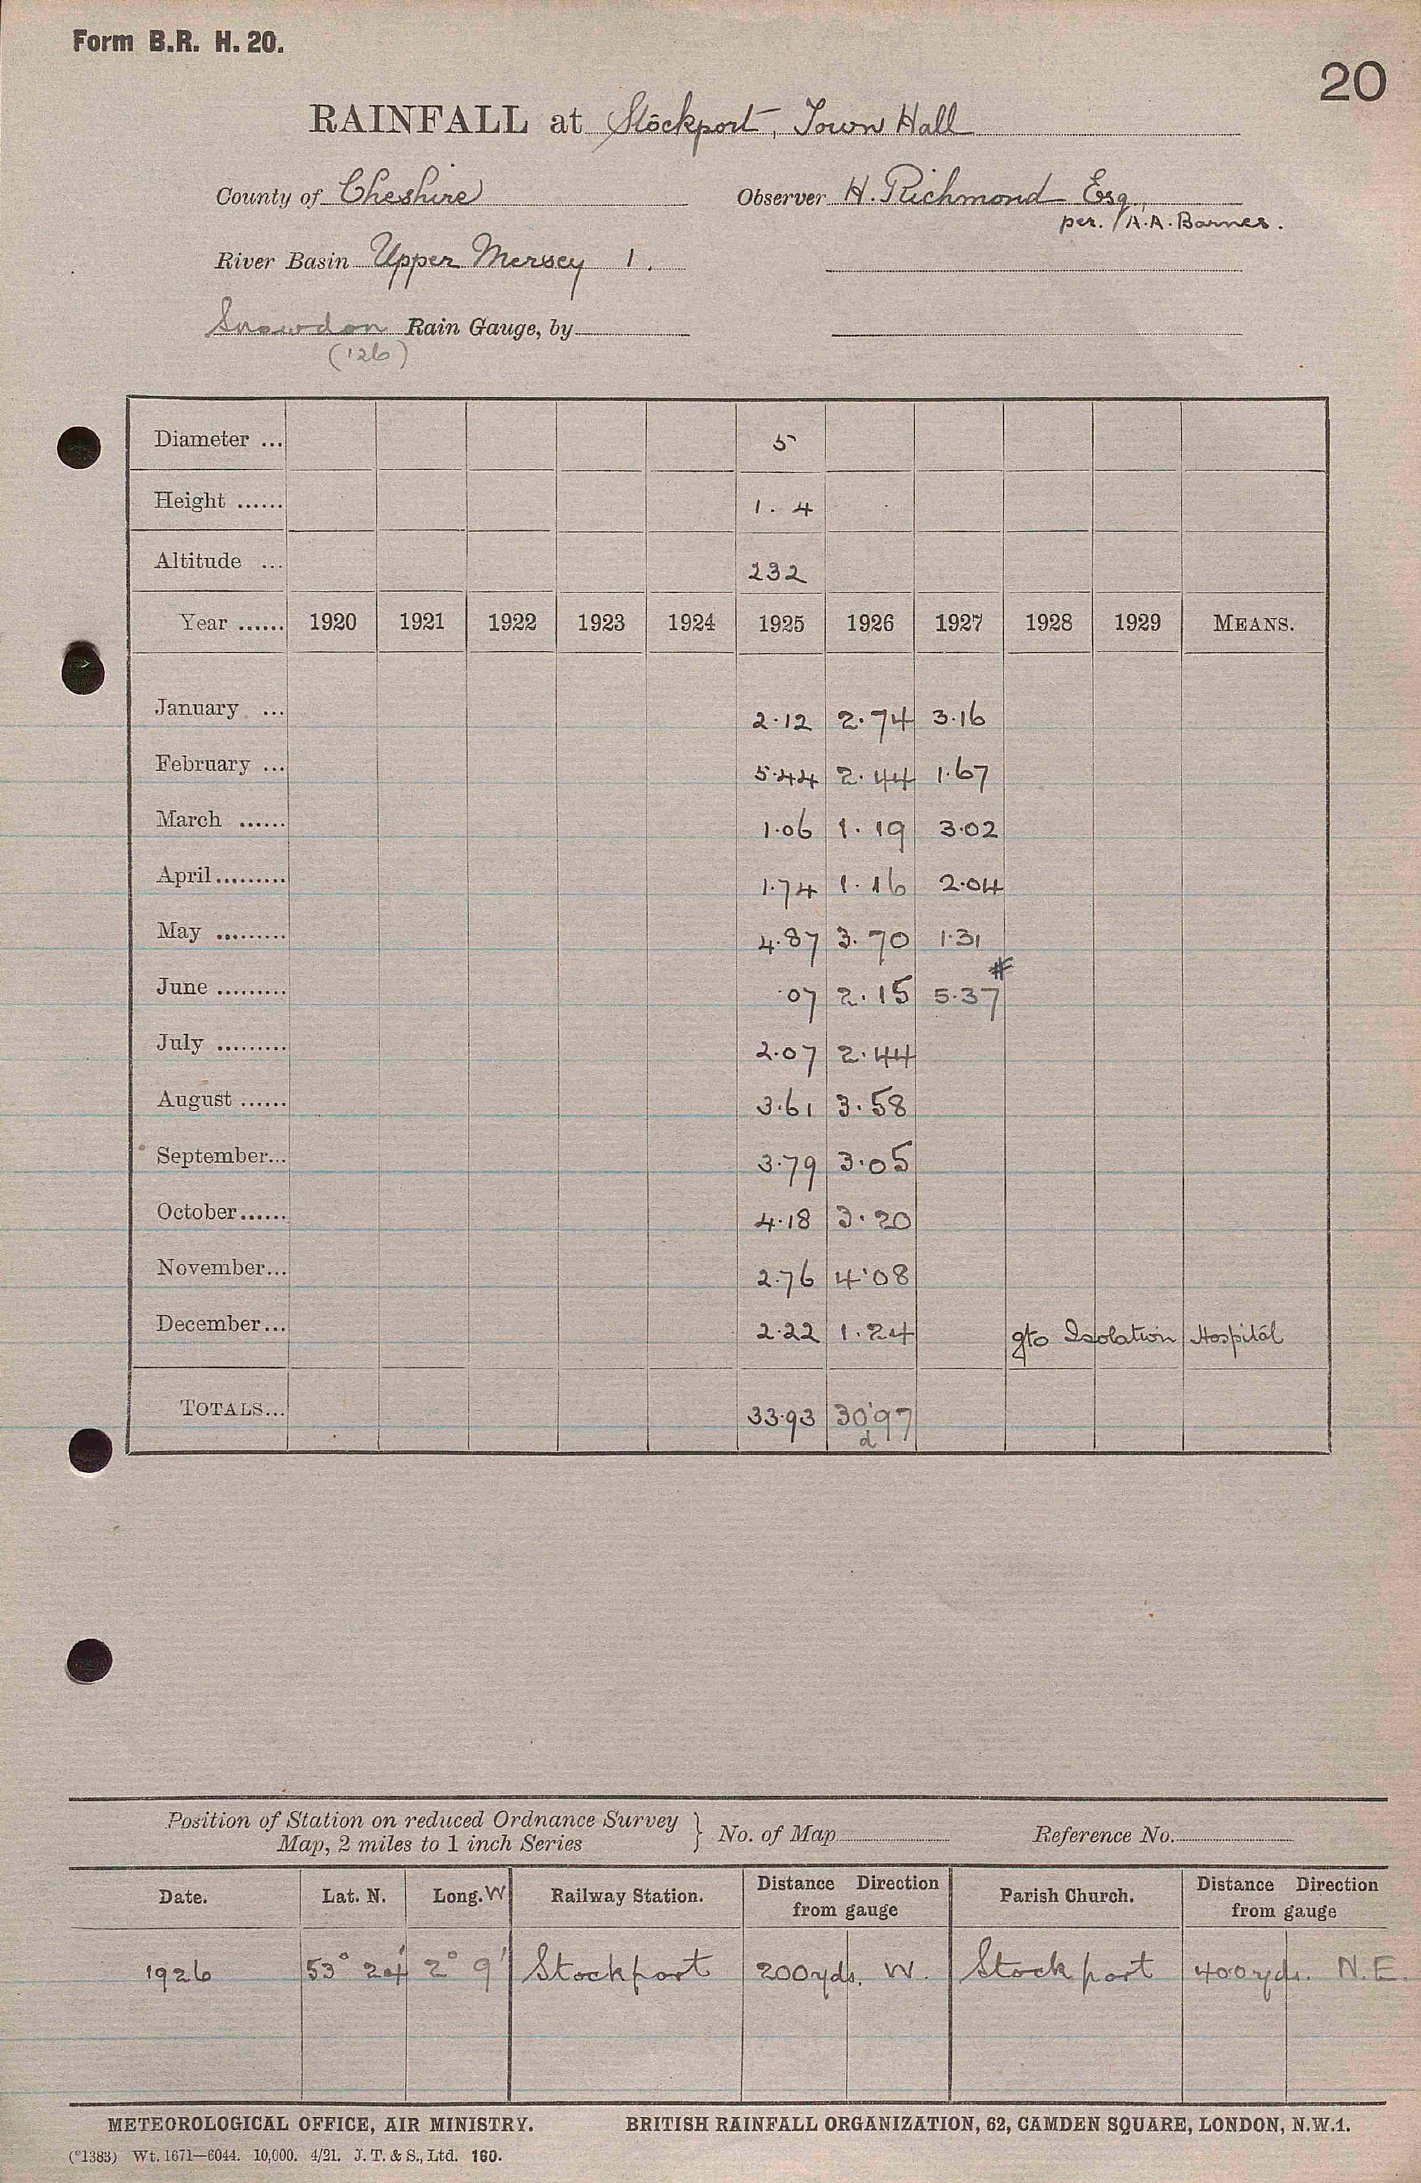 Form B.R. H. 20.
20
RAINFALL at Stockport, Town Hall
County of Cheshire Observer H. Richmond Esq.,
per. A.A. Barnes.
River Basin Upper Mersey 1.
Snowdon Rain Gauge, by
(126)
Diameter ... 5
Height ...... 1. 4
Altitude ... 232
Year ...... 1920 1921 1922 1923 1924 1925 1926 1927 1928 1929 MEANS.
January ... 2.12 2.74 3.16
February ... 5.44 2.44 1.67
March ...... 1.06 1.19 3.02
April......... 1.74 1.16 2.04
May ......... 4.87 3.70 1.31
#
June ......... .07 2.15 5.37
July ......... 2.07 2.44
August ...... 3.61 3.58
September... 3.79 3.05
October...... 4.18 3.20
November... 2.76 4.08
December... 2.22 1.24 gto Isolation Hospital
TOTALS... 33.93 30.97
d
Position of Station on reduced Ordnance Survey
Map, 2 miles to 1 inch Series } No. of Map Reference No.
Date. Lat. N. Long. W Railway Station. Distance Direction from gauge Parish Church. Distance Direction from gauge
1926 53° 24' 2° 9' Stockport 200 yds. W. Stockport 400 yds. N.E.
METEOROLOGICAL OFFICE, AIR MINISTRY. BRITISH RAINFALL ORGANIZATION, 62, CAMDEN SQUARE, LONDON, N.W.1.
(*1383) Wt. 1671—6044. 10,000. 4/21. J. T. & S., Ltd. 160.